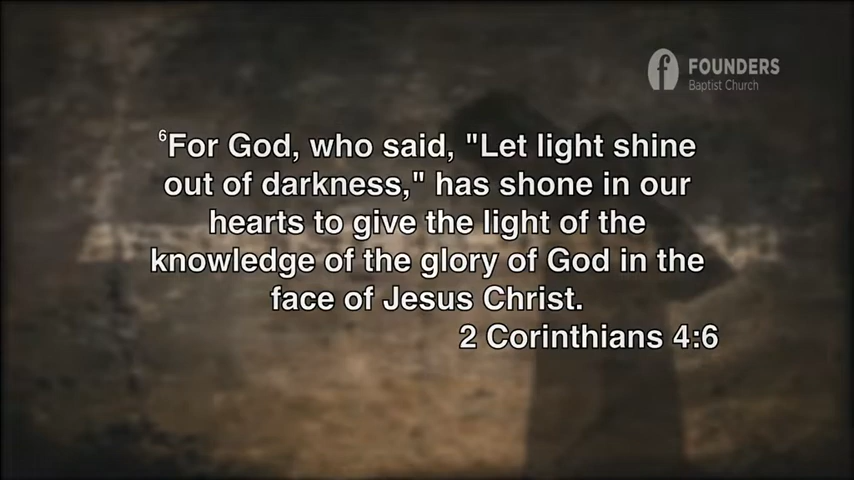 FOUNDERS
Baptist Church
6For God, who said, "Let light shine
out of darkness," has shone in our
hearts to give the light of the
knowledge of the glory of God in the
face of Jesus Christ.
2 Corinthians 4:6